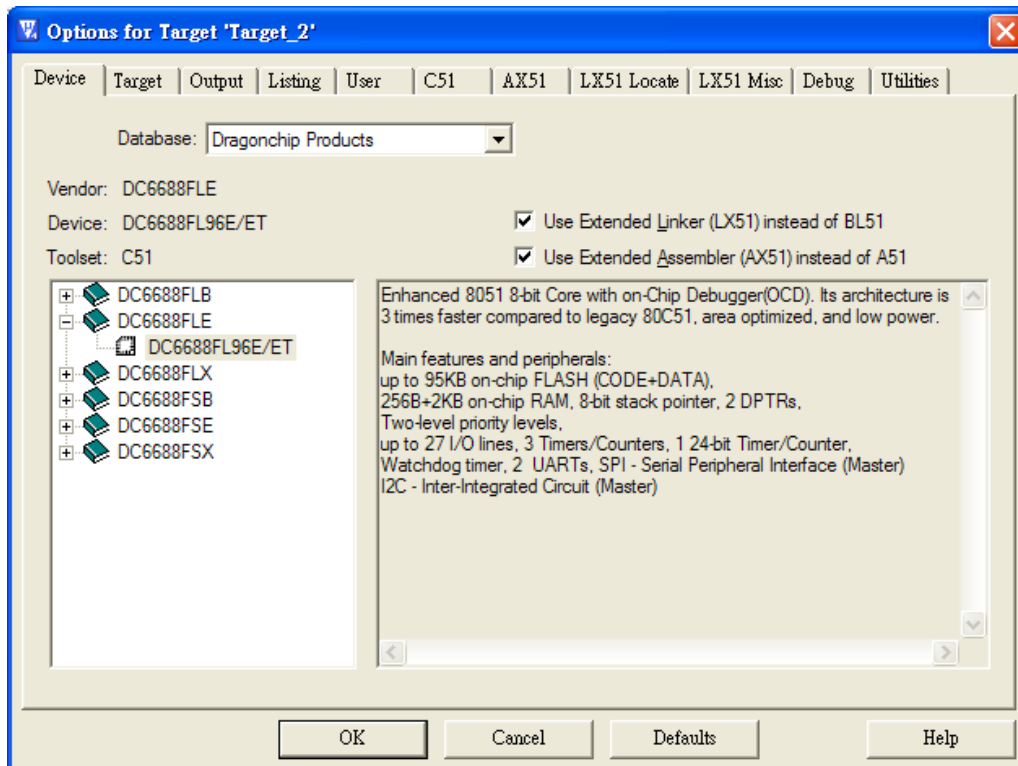 Options for Target 'Target_2'
Device Target Output Listing User C51 AX51 LX51 Locate LX51 Misc Debug Utilities
Database: Dragonchip Products
Vendor: DC6688FLE
Device: DC6688FL96E/ET
Toolset: C51
Use Extended Linker (LX51) instead of BL51
Use Extended Assembler (AX51) instead of A51
DC6688FLB
DC6688FLE
DC6688FL96E/ET
DC6688FLX
DC6688FSB
DC6688FSE
DC6688FSX
Enhanced 8051 8-bit Core with on-Chip Debugger(OCD). Its architecture is
3 times faster compared to legacy 80C51, area optimized, and low power.
Main features and peripherals:
up to 95KB on-chip FLASH (CODE+DATA),
256B+2KB on-chip RAM, 8-bit stack pointer, 2 DPTRs,
Two-level priority levels,
up to 27 I/O lines, 3 Timers/Counters, 1 24-bit Timer/Counter,
Watchdog timer, 2 UARTs, SPI - Serial Peripheral Interface (Master)
I2C - Inter-Integrated Circuit (Master)
OK Cancel Defaults Help